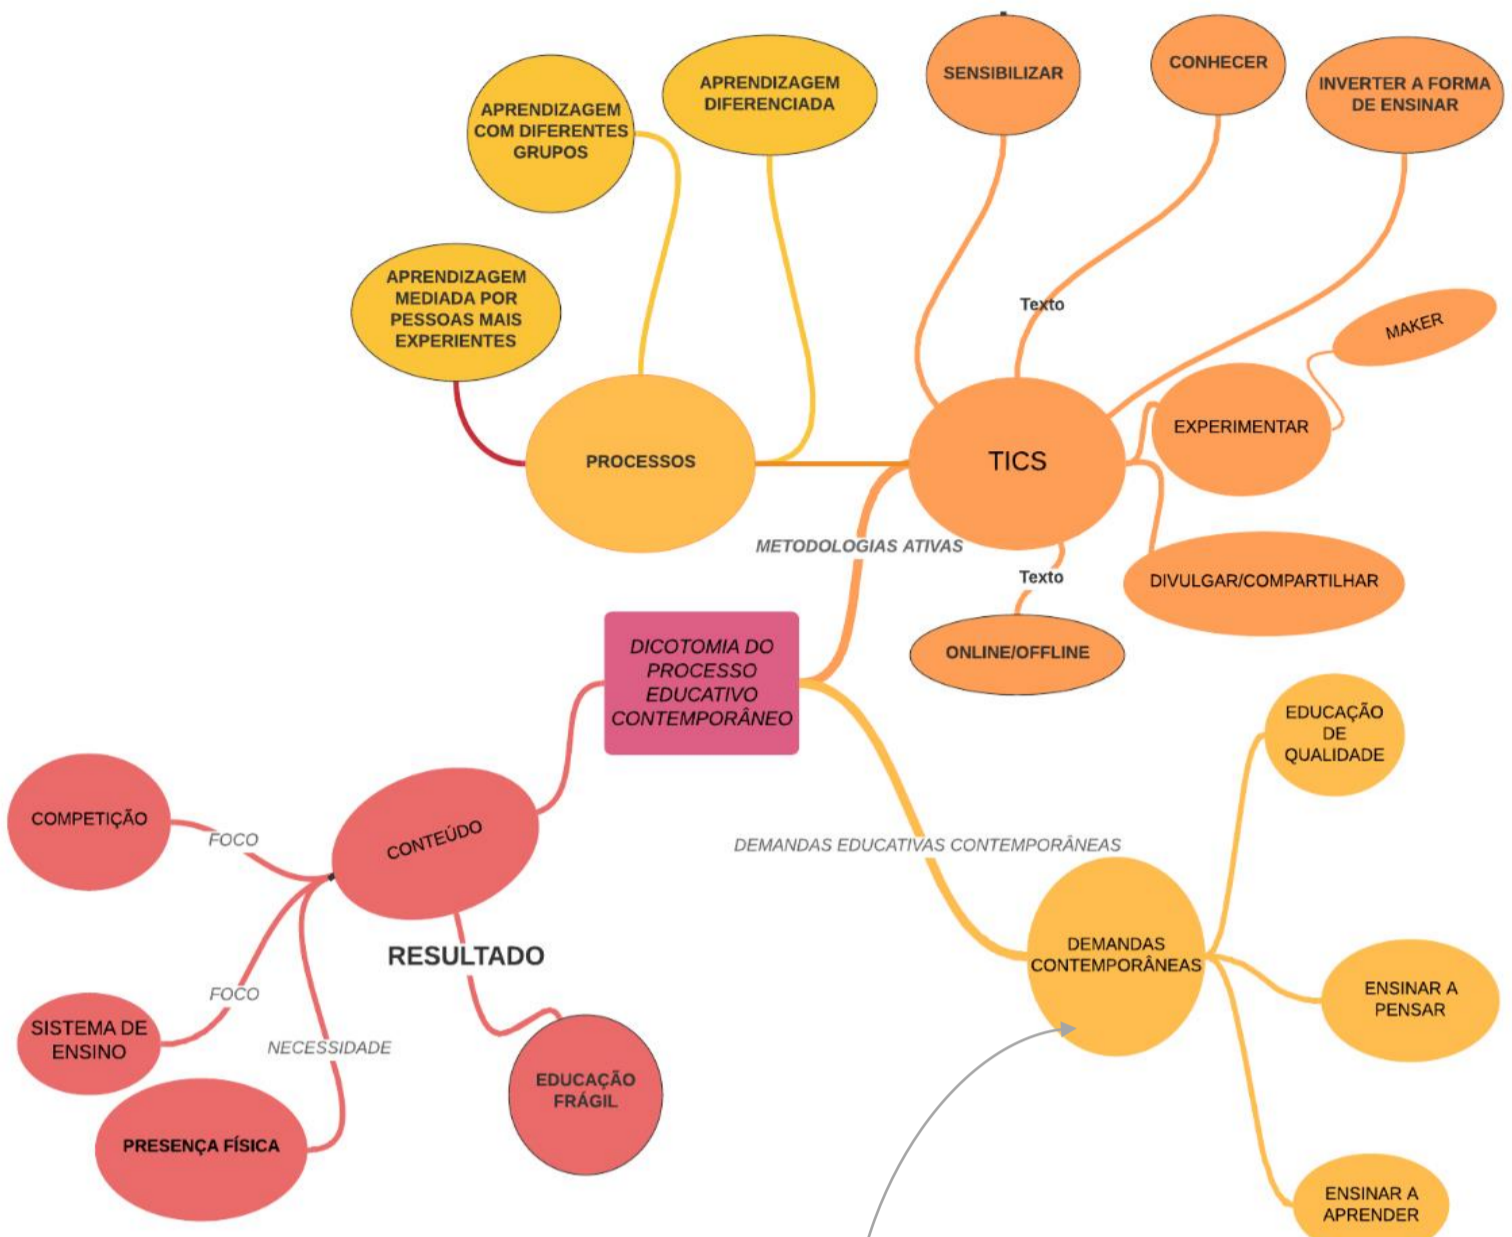 SENSIBILIZAR
CONHECER
INVERTER A FORMA
DE ENSINAR
APRENDIZAGEM
DIFERENCIADA
APRENDIZAGEM
COM DIFERENTES
GRUPOS
APRENDIZAGEM
MEDIADA POR
PESSOAS MAIS
EXPERIENTES
Texto
MAKER
EXPERIMENTAR
PROCESSOS
TICS
METODOLOGIAS ATIVAS
Texto
DIVULGAR/COMPARTILHAR
ONLINE/OFFLINE
DICOTOMIA DO
PROCESSO
EDUCATIVO
CONTEMPORÂNEO
EDUCAÇÃO
DE
QUALIDADE
COMPETIÇÃO
FOCO
CONTEÚDO
DEMANDAS EDUCATIVAS CONTEMPORÂNEAS
RESULTADO
DEMANDAS
CONTEMPORÂNEAS
FOCO
SISTEMA DE
ENSINO
NECESSIDADE
ENSINAR A
PENSAR
EDUCAÇÃO
FRÁGIL
PRESENÇA FÍSICA
ENSINAR A
APRENDER